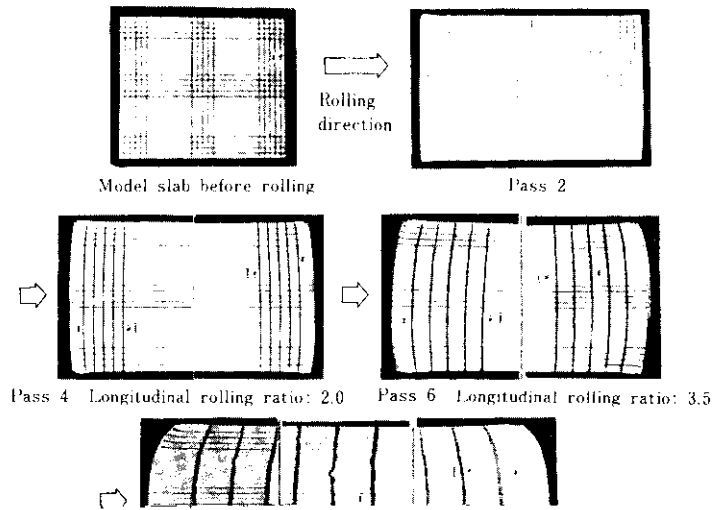 Rolling
direction
Model slab before rolling
Pass 2
Pass 4 Longitudinal rolling ratio: 2.0
Pass 6 Longitudinal rolling ratio: 3.5